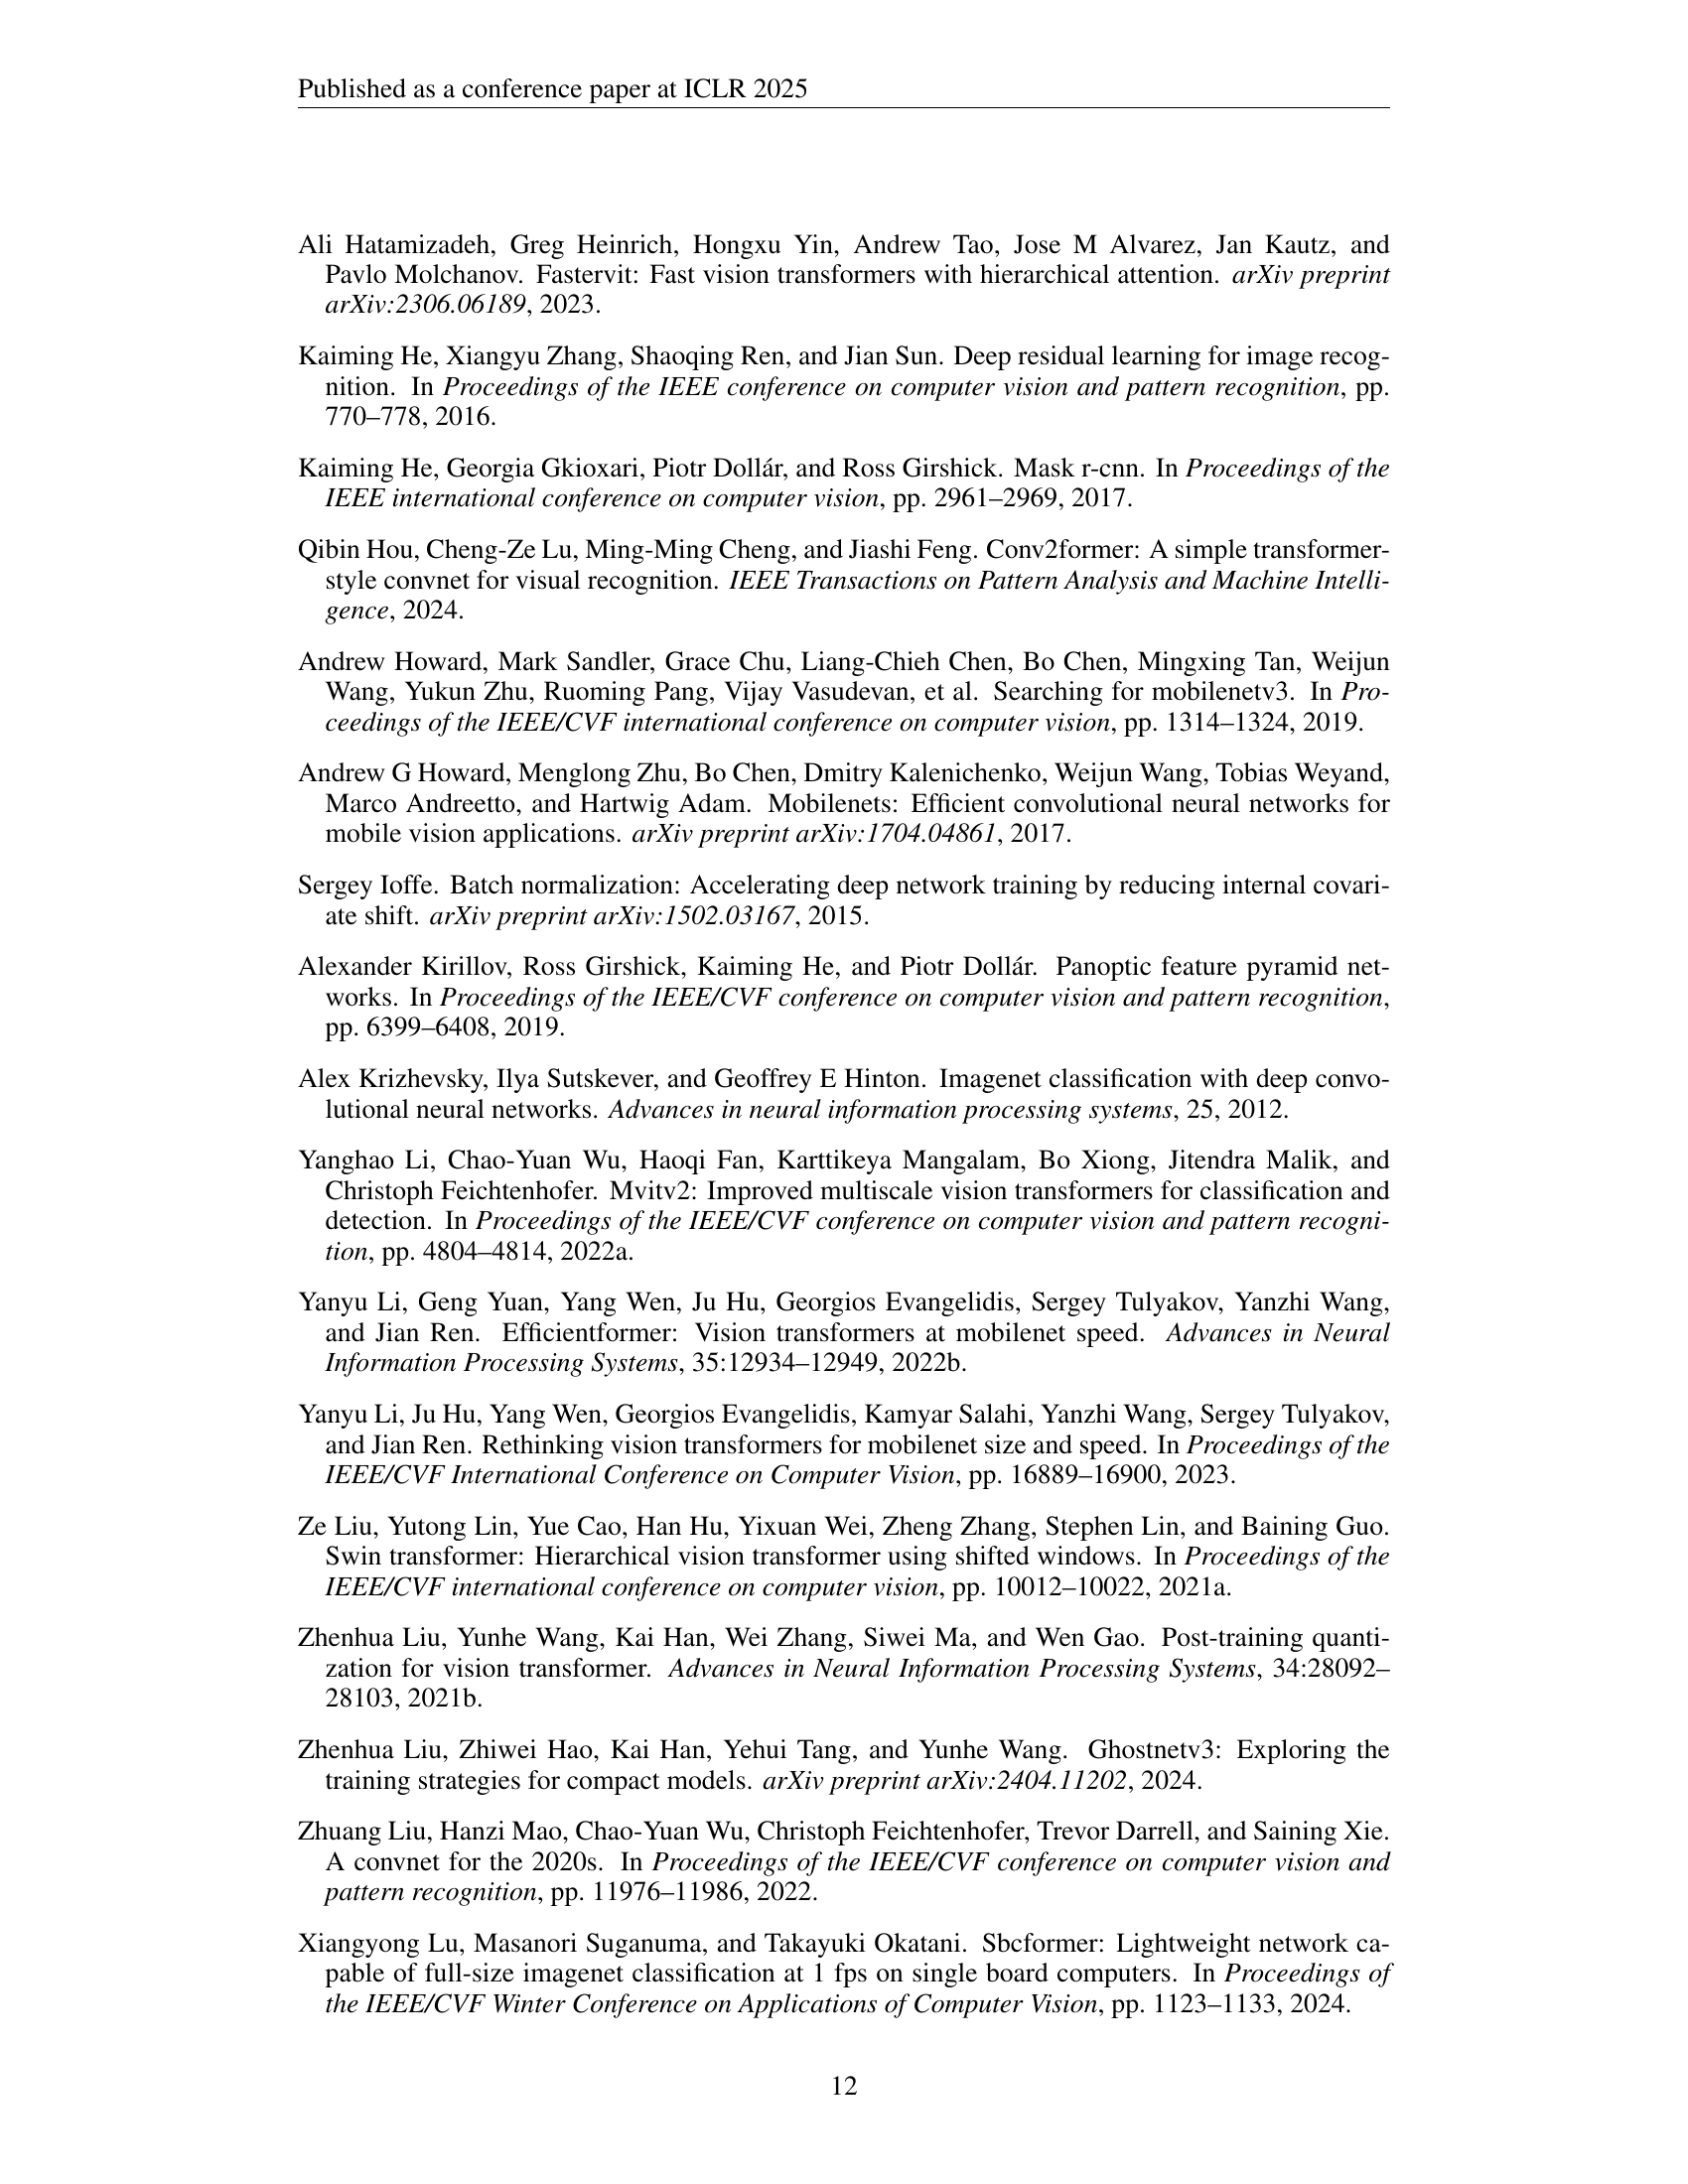 Published as a conference paper at ICLR 2025
Ali Hatamizadeh, Greg Heinrich, Hongxu Yin, Andrew Tao, Jose M Alvarez, Jan Kautz, and
Pavlo Molchanov. Fastervit: Fast vision transformers with hierarchical attention. arXiv preprint
arXiv:2306.06189, 2023.
Kaiming He, Xiangyu Zhang, Shaoqing Ren, and Jian Sun. Deep residual learning for image recog-
nition. In Proceedings of the IEEE conference on computer vision and pattern recognition, pp.
770–778, 2016.
Kaiming He, Georgia Gkioxari, Piotr Dollár, and Ross Girshick. Mask r-cnn. In Proceedings of the
IEEE international conference on computer vision, pp. 2961–2969, 2017.
Qibin Hou, Cheng-Ze Lu, Ming-Ming Cheng, and Jiashi Feng. Conv2former: A simple transformer-
style convnet for visual recognition. IEEE Transactions on Pattern Analysis and Machine Intelli-
gence, 2024.
Andrew Howard, Mark Sandler, Grace Chu, Liang-Chieh Chen, Bo Chen, Mingxing Tan, Weijun
Wang, Yukun Zhu, Ruoming Pang, Vijay Vasudevan, et al. Searching for mobilenetv3. In Pro-
ceedings of the IEEE/CVF international conference on computer vision, pp. 1314–1324, 2019.
Andrew G Howard, Menglong Zhu, Bo Chen, Dmitry Kalenichenko, Weijun Wang, Tobias Weyand,
Marco Andreetto, and Hartwig Adam. Mobilenets: Efficient convolutional neural networks for
mobile vision applications. arXiv preprint arXiv:1704.04861, 2017.
Sergey Ioffe. Batch normalization: Accelerating deep network training by reducing internal covari-
ate shift. arXiv preprint arXiv:1502.03167, 2015.
Alexander Kirillov, Ross Girshick, Kaiming He, and Piotr Dollár. Panoptic feature pyramid net-
works. In Proceedings of the IEEE/CVF conference on computer vision and pattern recognition,
pp. 6399–6408, 2019.
Alex Krizhevsky, Ilya Sutskever, and Geoffrey E Hinton. Imagenet classification with deep convo-
lutional neural networks. Advances in neural information processing systems, 25, 2012.
Yanghao Li, Chao-Yuan Wu, Haoqi Fan, Karttikeya Mangalam, Bo Xiong, Jitendra Malik, and
Christoph Feichtenhofer. Mvitv2: Improved multiscale vision transformers for classification and
detection. In Proceedings of the IEEE/CVF conference on computer vision and pattern recogni-
tion, pp. 4804–4814, 2022a.
Yanyu Li, Geng Yuan, Yang Wen, Ju Hu, Georgios Evangelidis, Sergey Tulyakov, Yanzhi Wang,
and Jian Ren. Efficientformer: Vision transformers at mobilenet speed. Advances in Neural
Information Processing Systems, 35:12934–12949, 2022b.
Yanyu Li, Ju Hu, Yang Wen, Georgios Evangelidis, Kamyar Salahi, Yanzhi Wang, Sergey Tulyakov,
and Jian Ren. Rethinking vision transformers for mobilenet size and speed. In Proceedings of the
IEEE/CVF International Conference on Computer Vision, pp. 16889–16900, 2023.
Ze Liu, Yutong Lin, Yue Cao, Han Hu, Yixuan Wei, Zheng Zhang, Stephen Lin, and Baining Guo.
Swin transformer: Hierarchical vision transformer using shifted windows. In Proceedings of the
IEEE/CVF international conference on computer vision, pp. 10012–10022, 2021a.
Zhenhua Liu, Yunhe Wang, Kai Han, Wei Zhang, Siwei Ma, and Wen Gao. Post-training quanti-
zation for vision transformer. Advances in Neural Information Processing Systems, 34:28092–
28103, 2021b.
Zhenhua Liu, Zhiwei Hao, Kai Han, Yehui Tang, and Yunhe Wang. Ghostnetv3: Exploring the
training strategies for compact models. arXiv preprint arXiv:2404.11202, 2024.
Zhuang Liu, Hanzi Mao, Chao-Yuan Wu, Christoph Feichtenhofer, Trevor Darrell, and Saining Xie.
A convnet for the 2020s. In Proceedings of the IEEE/CVF conference on computer vision and
pattern recognition, pp. 11976–11986, 2022.
Xiangyong Lu, Masanori Suganuma, and Takayuki Okatani. Sbcformer: Lightweight network ca-
pable of full-size imagenet classification at 1 fps on single board computers. In Proceedings of
the IEEE/CVF Winter Conference on Applications of Computer Vision, pp. 1123–1133, 2024.
12